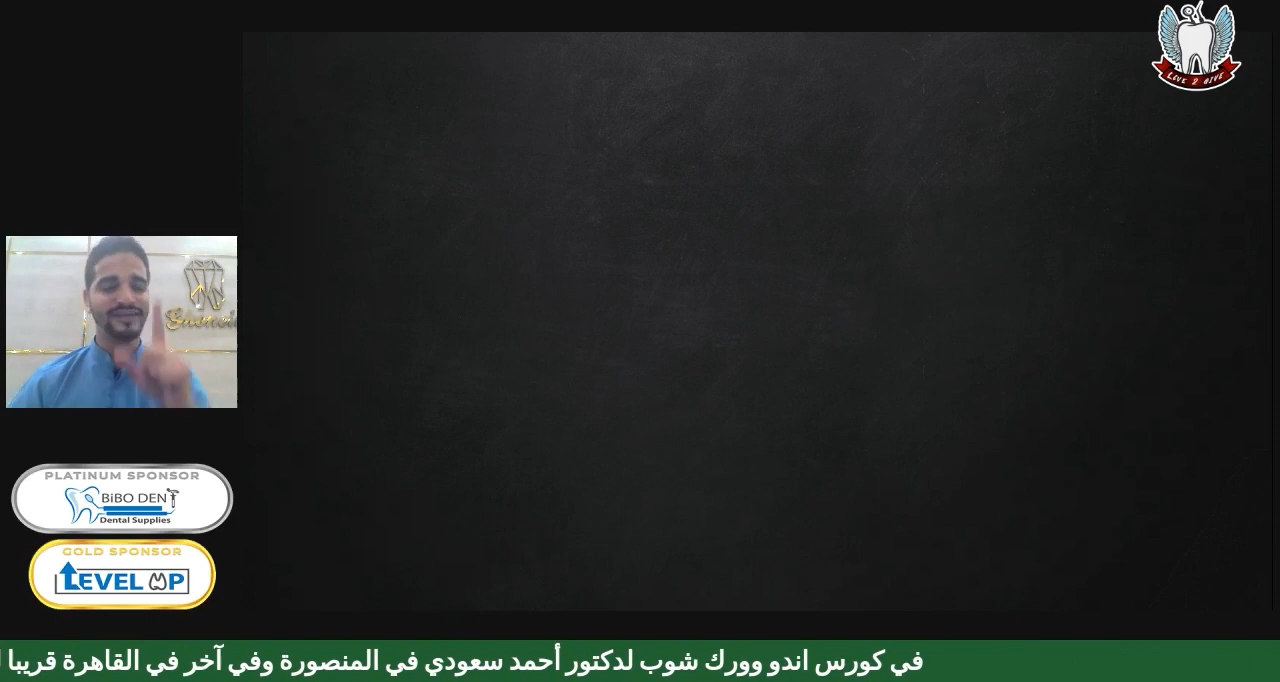 LIVE 2 GIVE
PLATINUM SPONSOR
BiBO DENT
Dental Supplies
GOLD SPONSOR
LEVEL UP
في كورس اندو وورك شوب لدكتور أحمد سعودي في المنصورة وفي آخر في القاهرة قريبا